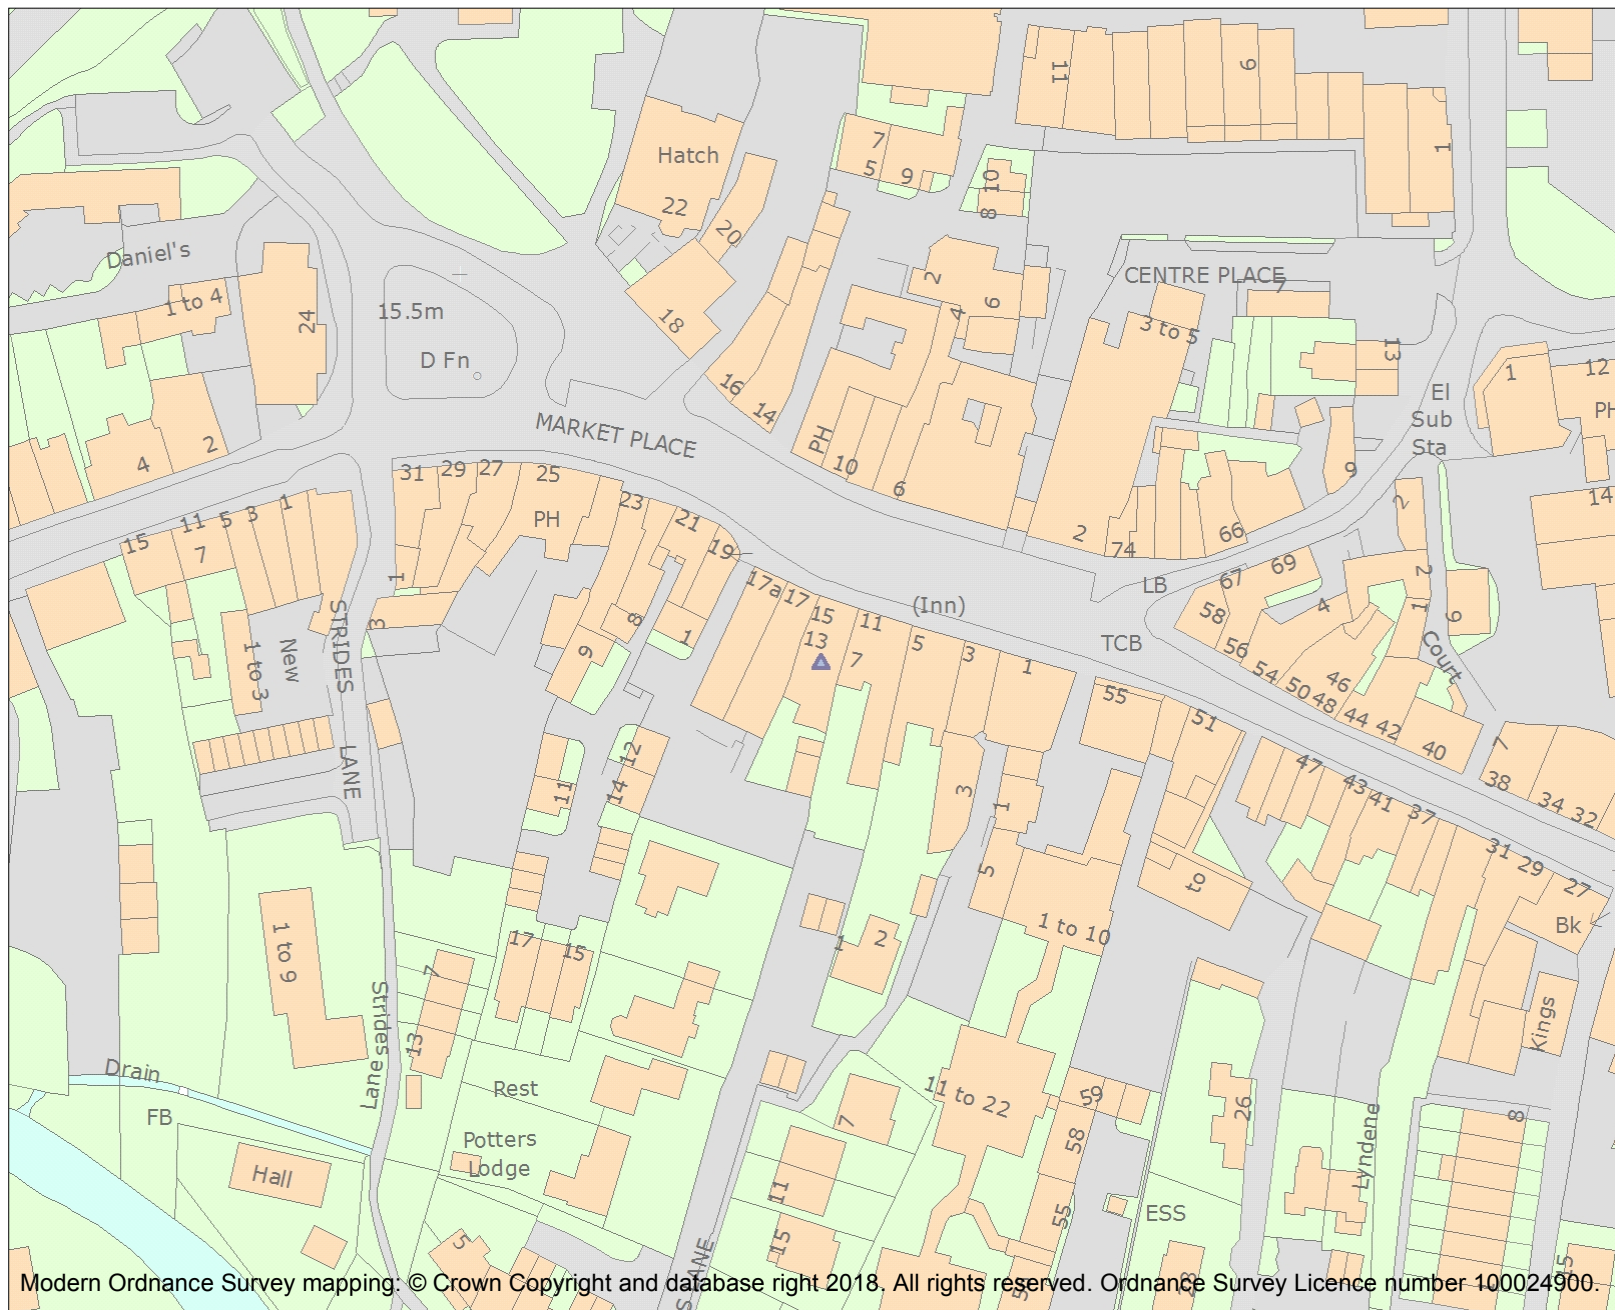 11
6
1
Hatch
22
20
18
7
5
9
10
8
Daniel's
1 to 4
24
15.5m
D Fn
2
4
6
CENTRE PLACE
7
3 to 5
13
El
Sub
Sta
1
12
PH
14
4
2
16
14
MARKET PLACE
PH
10
6
2
74
66
9
2
31
29
27
25
PH
23
21
19
15
11
7
5
3
1
1
3
STRIDES
LANE
New
1 to 3
9
8
1
17a
17
15
13
11
7
5
3
1
(Inn)
LB
TCB
67
69
58
56
54
50
48
46
44
42
40
4
2
1
6
Court
7
38
34
32
55
51
47
43
41
37
31
29
27
Bk
11
12
14
3
1
5
1 to 10
to
1 to 9
17
15
7
13
Strides
Lane
1
2
Drain
FB
Hall
Rest
Potters
Lodge
5
7
11
15
11 to 22
59
58
55
ESS
26
28
Lyndene
Kings
8
15
S LANE
Modern Ordnance Survey mapping: © Crown Copyright and database right 2018. All rights reserved. Ordnance Survey Licence number 100024900.